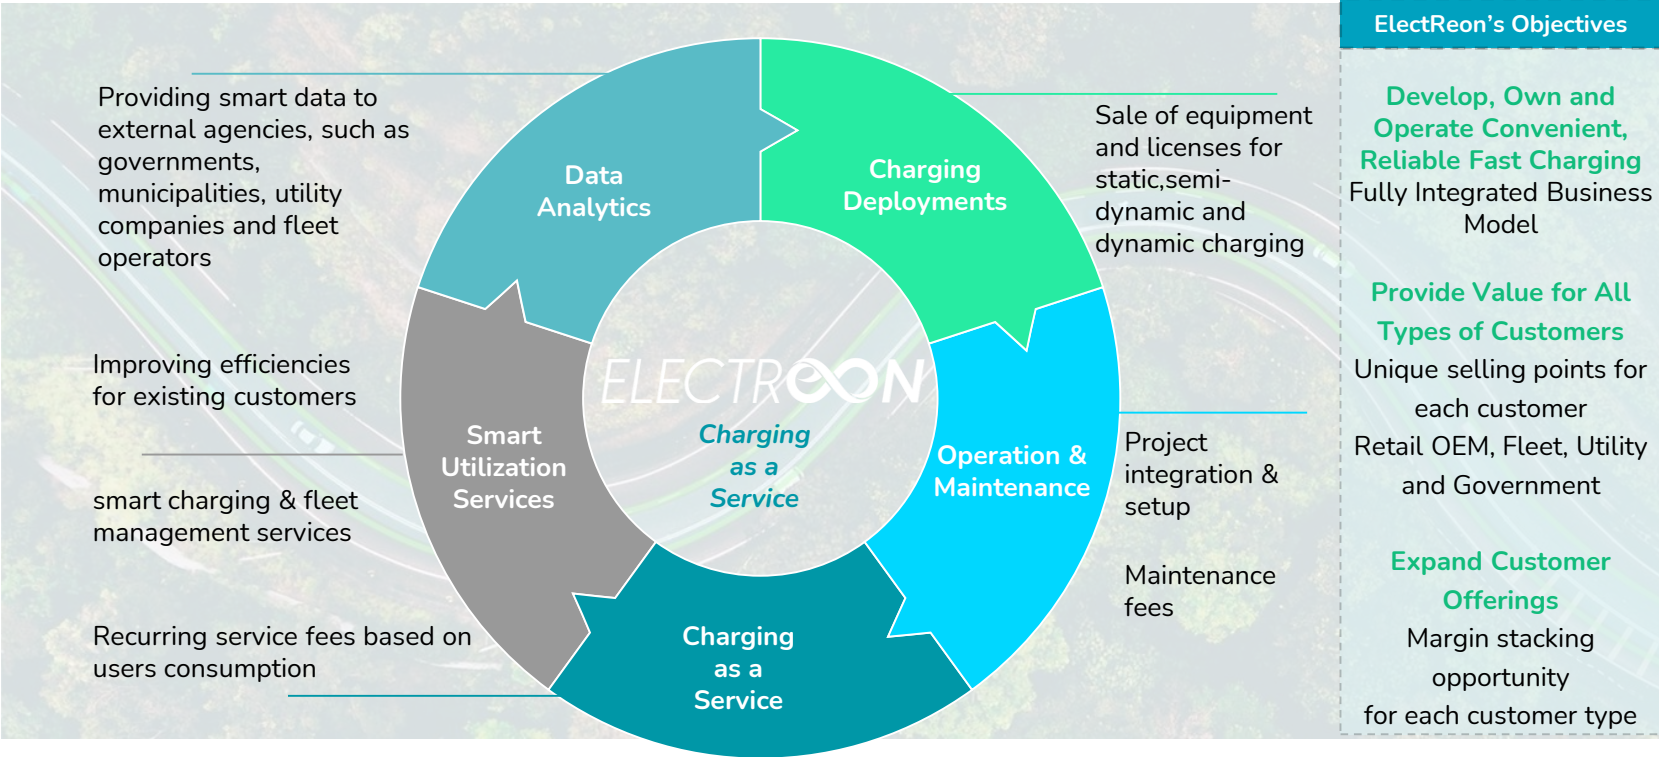 Providing smart data to
external agencies, such as
governments,
municipalities, utility
companies and fleet
operators
Improving efficiencies
for existing customers
smart charging & fleet
management services
Recurring service fees based on
users consumption
Data
Analytics
Charging
Deployments
Smart
Utilization
Services
Operation &
Maintenance
Charging
as a
Service
ELECTREON
Charging
as a
Service
Sale of equipment
and licenses for
static,semi-
dynamic and
dynamic charging
Project
integration &
setup
Maintenance
fees
ElectReon’s Objectives
Develop, Own and
Operate Convenient,
Reliable Fast Charging
Fully Integrated Business
Model
Provide Value for All
Types of Customers
Unique selling points for
each customer
Retail OEM, Fleet, Utility
and Government
Expand Customer
Offerings
Margin stacking
opportunity
for each customer type